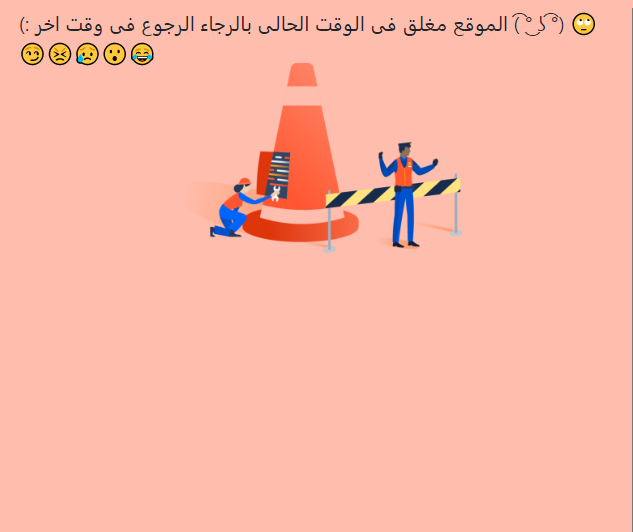 🙄 ( ͡° ͜ʖ ͡°) الموقع مغلق فى الوقت الحالى بالرجاء الرجوع فى وقت اخر :)
😏😣😥😮😂